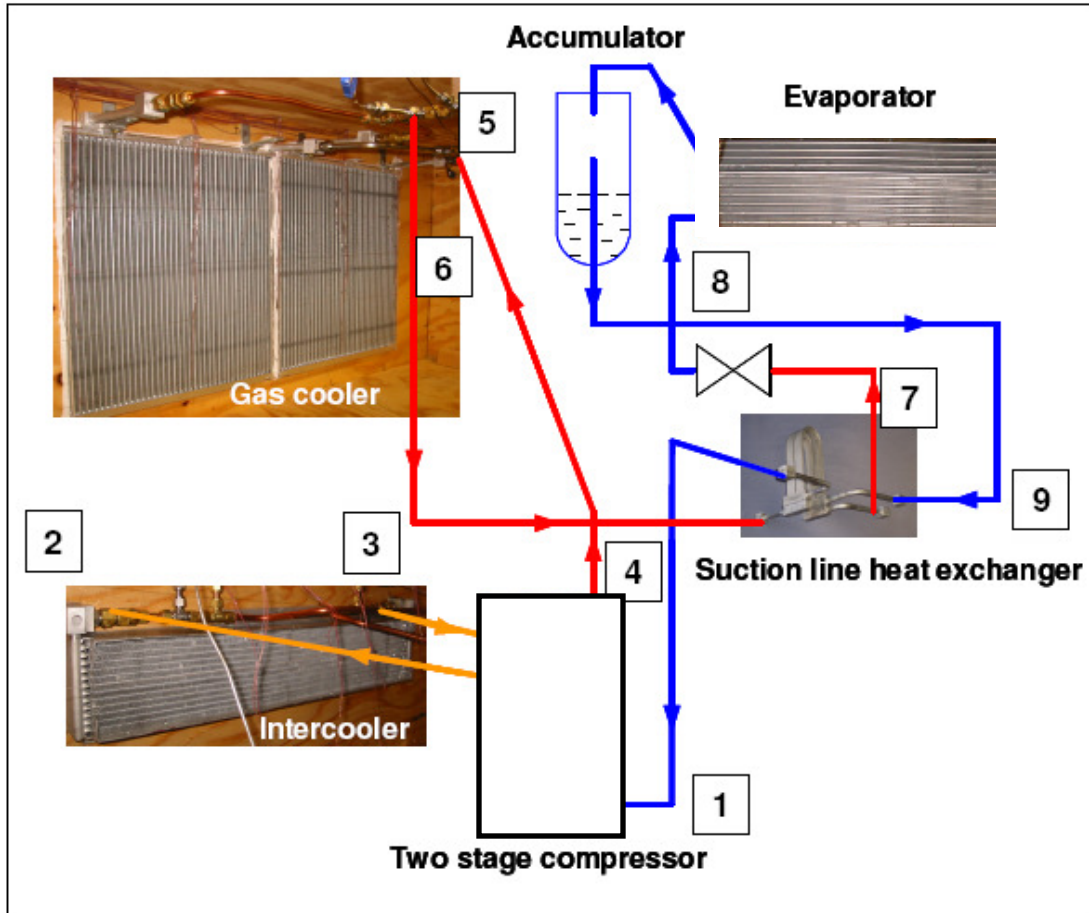 Accumulator
Evaporator
5
6
8
Gas cooler
7
9
2
3
4
Suction line heat exchanger
Intercooler
1
Two stage compressor